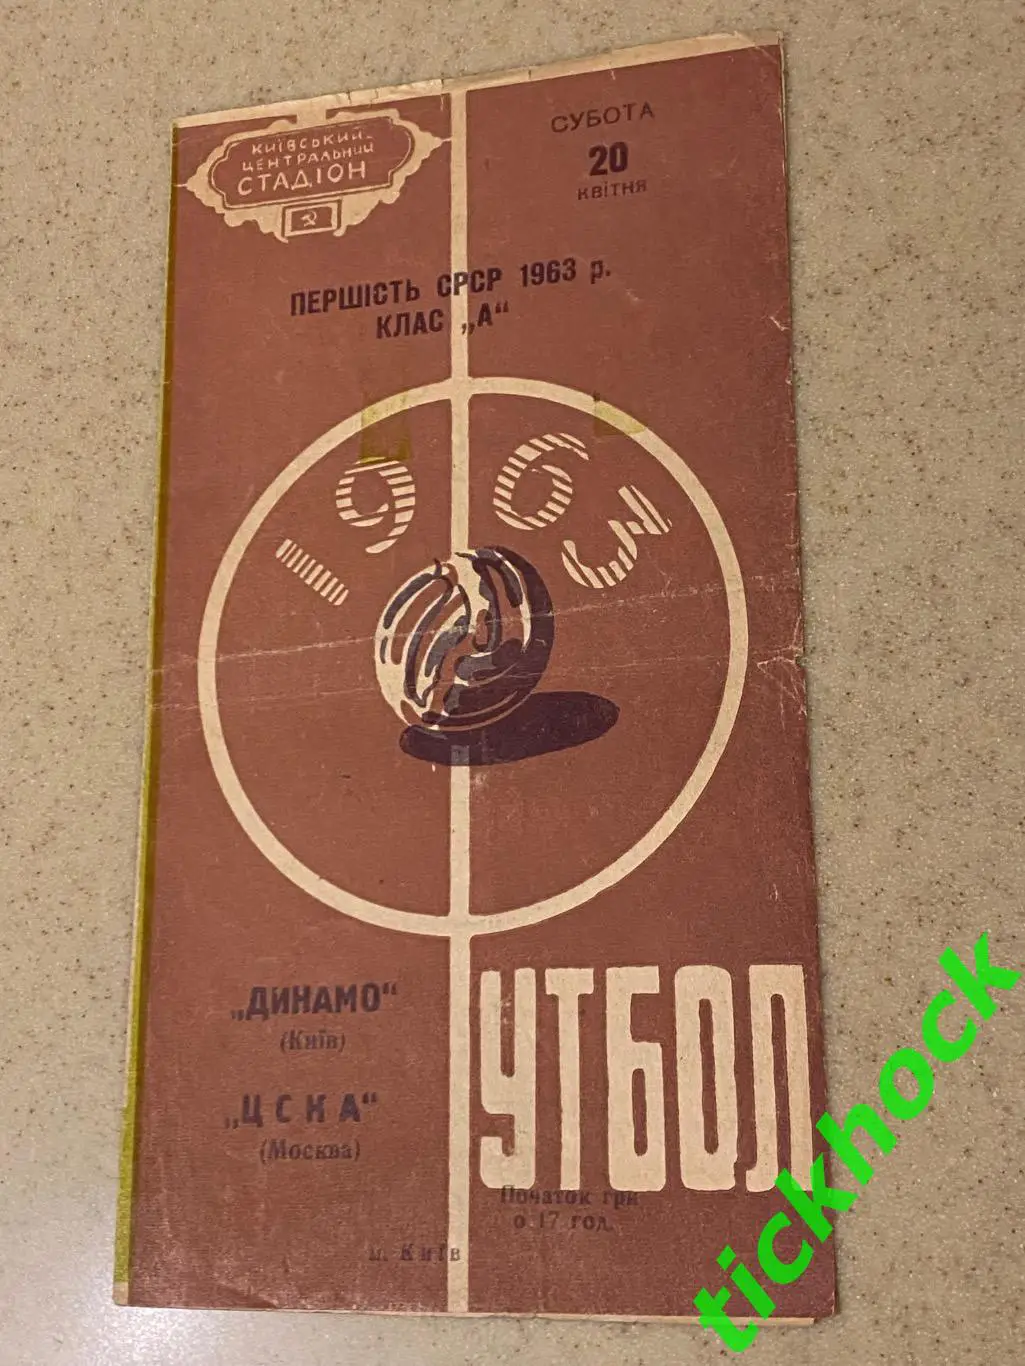 КИЇВСЬКИЙ
ЦЕНТРАЛЬНИЙ
СТАДІОН
СУБОТА
20
КВІТНЯ
ПЕРШІСТЬ СРСР 1963 р.
КЛАС „А“
1963
„ДИНАМО“
(Київ)
„ЦСКА“
(Москва)
УТБОЛ
Початок гри
о 17 год.
м. Київ
tickhock